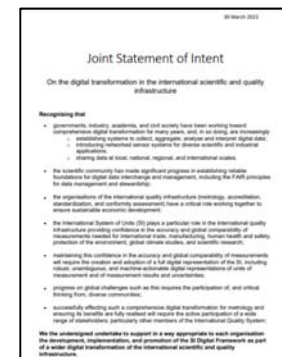 30 March 2022
Joint Statement of Intent
On the digital transformation in the international scientific and quality
infrastructure
Recognising that
governments, industry, academia, and civil society have been working toward
comprehensive digital transformation for many years, and, in so doing, are increasingly
establishing systems to collect, aggregate, analyse and interpret digital data;
introducing networked sensor systems for diverse scientific and industrial
applications;
sharing data at local, national, regional, and international scales;
the scientific community has made significant progress in establishing reliable
foundations for digital data interchange and management, including the FAIR principles
for data management and stewardship;
the organisations of the international quality infrastructure (metrology, accreditation,
standardization, and conformity assessment) have a critical role working together to
ensure sustainable economic development;
the International System of Units (SI) plays a particular role in the international quality
infrastructure providing confidence in the accuracy and global comparability of
measurements needed for international trade, manufacturing, human health and safety,
protection of the environment, global climate studies, and scientific research;
maintaining this confidence in the accuracy and global comparability of measurements
will require the creation and adoption of a full digital representation of the SI, including
robust, unambiguous, and machine-actionable digital representations of units of
measurement and of measurement results and uncertainties;
progress on global challenges such as this requires the participation of, and critical
thinking from, diverse communities;
successfully effecting such a comprehensive digital transformation for metrology and
ensuring its benefits are fully realised will require the active participation of a wide
range of stakeholders, particularly other members of the International Quality System;
We the undersigned undertake to support in a way appropriate to each organisation
the development, implementation, and promotion of the SI Digital Framework as part
of a wider digital transformation of the international scientific and quality
infrastructure.